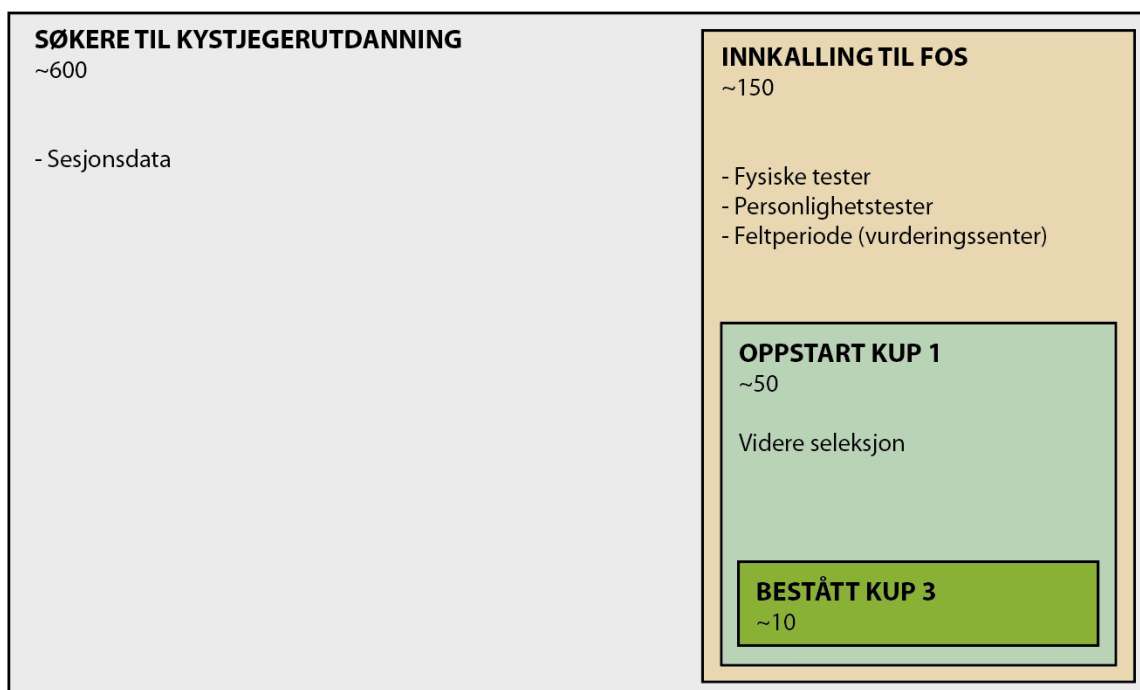 SØKERE TIL KYSTJEGERUTDANNING
~600
- Sesjonsdata
INNKALLING TIL FOS
~150
- Fysiske tester
- Personlighetstester
- Feltperiode (vurderingssenter)
OPPSTART KUP 1
~50
Videre seleksjon
BESTÅTT KUP 3
~10